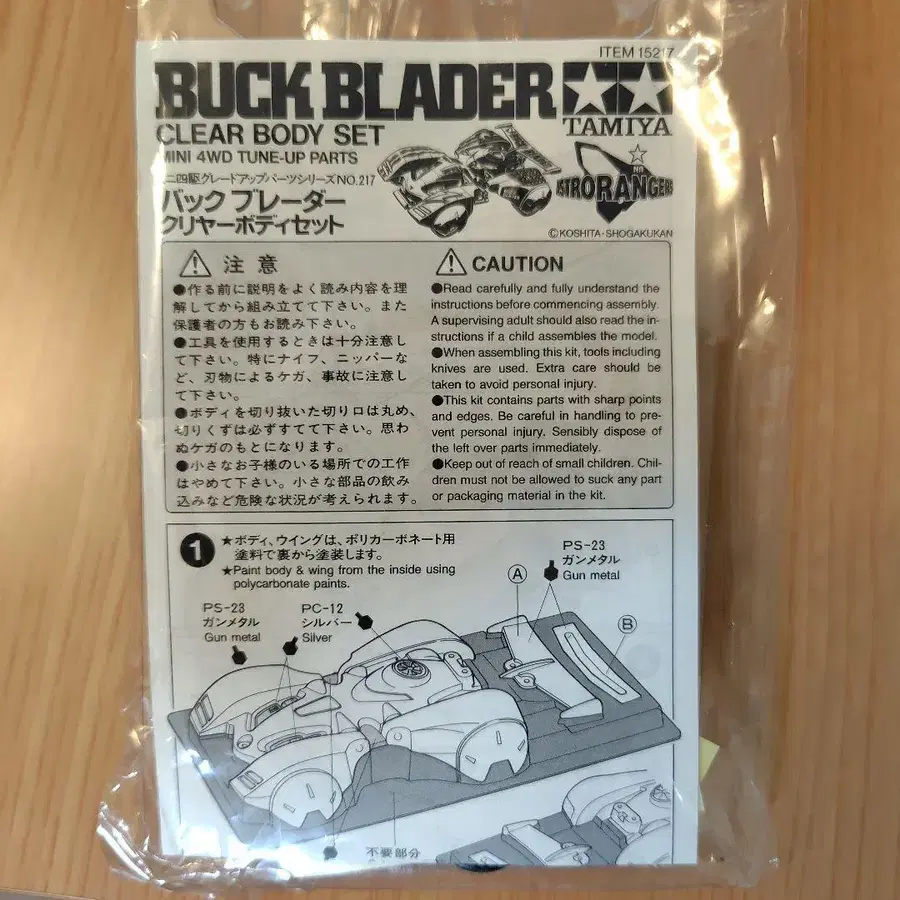 ITEM 15217
BUCK BLADER
TAMIYA
CLEAR BODY SET
MINI 4WD TUNE-UP PARTS
ミニ四駆グレードアップパーツシリーズNO.217
バック ブレーダー
クリヤーボディセット
ASTRORANGERS
©KOSHITA·SHOGAKUKAN
注意
●作る前に説明をよく読み内容を理
解してから組み立てて下さい。また
保護者の方もお読み下さい。
●工具を使用するときは十分注意し
て下さい。特にナイフ、ニッパーな
ど、刃物によるケガ、事故に注意し
て下さい。
●ボディを切り抜いた切り口は丸め、
切りくずは必ずすてて下さい。思わ
ぬケガのもとになります。
●小さなお子様のいる場所での工作
はやめて下さい。小さな部品の飲み
込みなど危険な状況が考えられます。
CAUTION
●Read carefully and fully understand the
instructions before commencing assembly.
A supervising adult should also read the in-
structions if a child assembles the model.
●When assembling this kit, tools including
knives are used. Extra care should be
taken to avoid personal injury.
●This kit contains parts with sharp points
and edges. Be careful in handling to pre-
vent personal injury. Sensibly dispose of
the left over parts immediately.
●Keep out of reach of small children. Chil-
dren must not be allowed to suck any part
or packaging material in the kit.
1
★ボディ、ウイングは、ポリカーボネート用
塗料で裏から塗装します。
★Paint body & wing from the inside using
polycarbonate paints.
PS-23
ガンメタル
Gun metal
A
B
PS-23
ガンメタル
Gun metal
PC-12
シルバー
Silver
不要部分